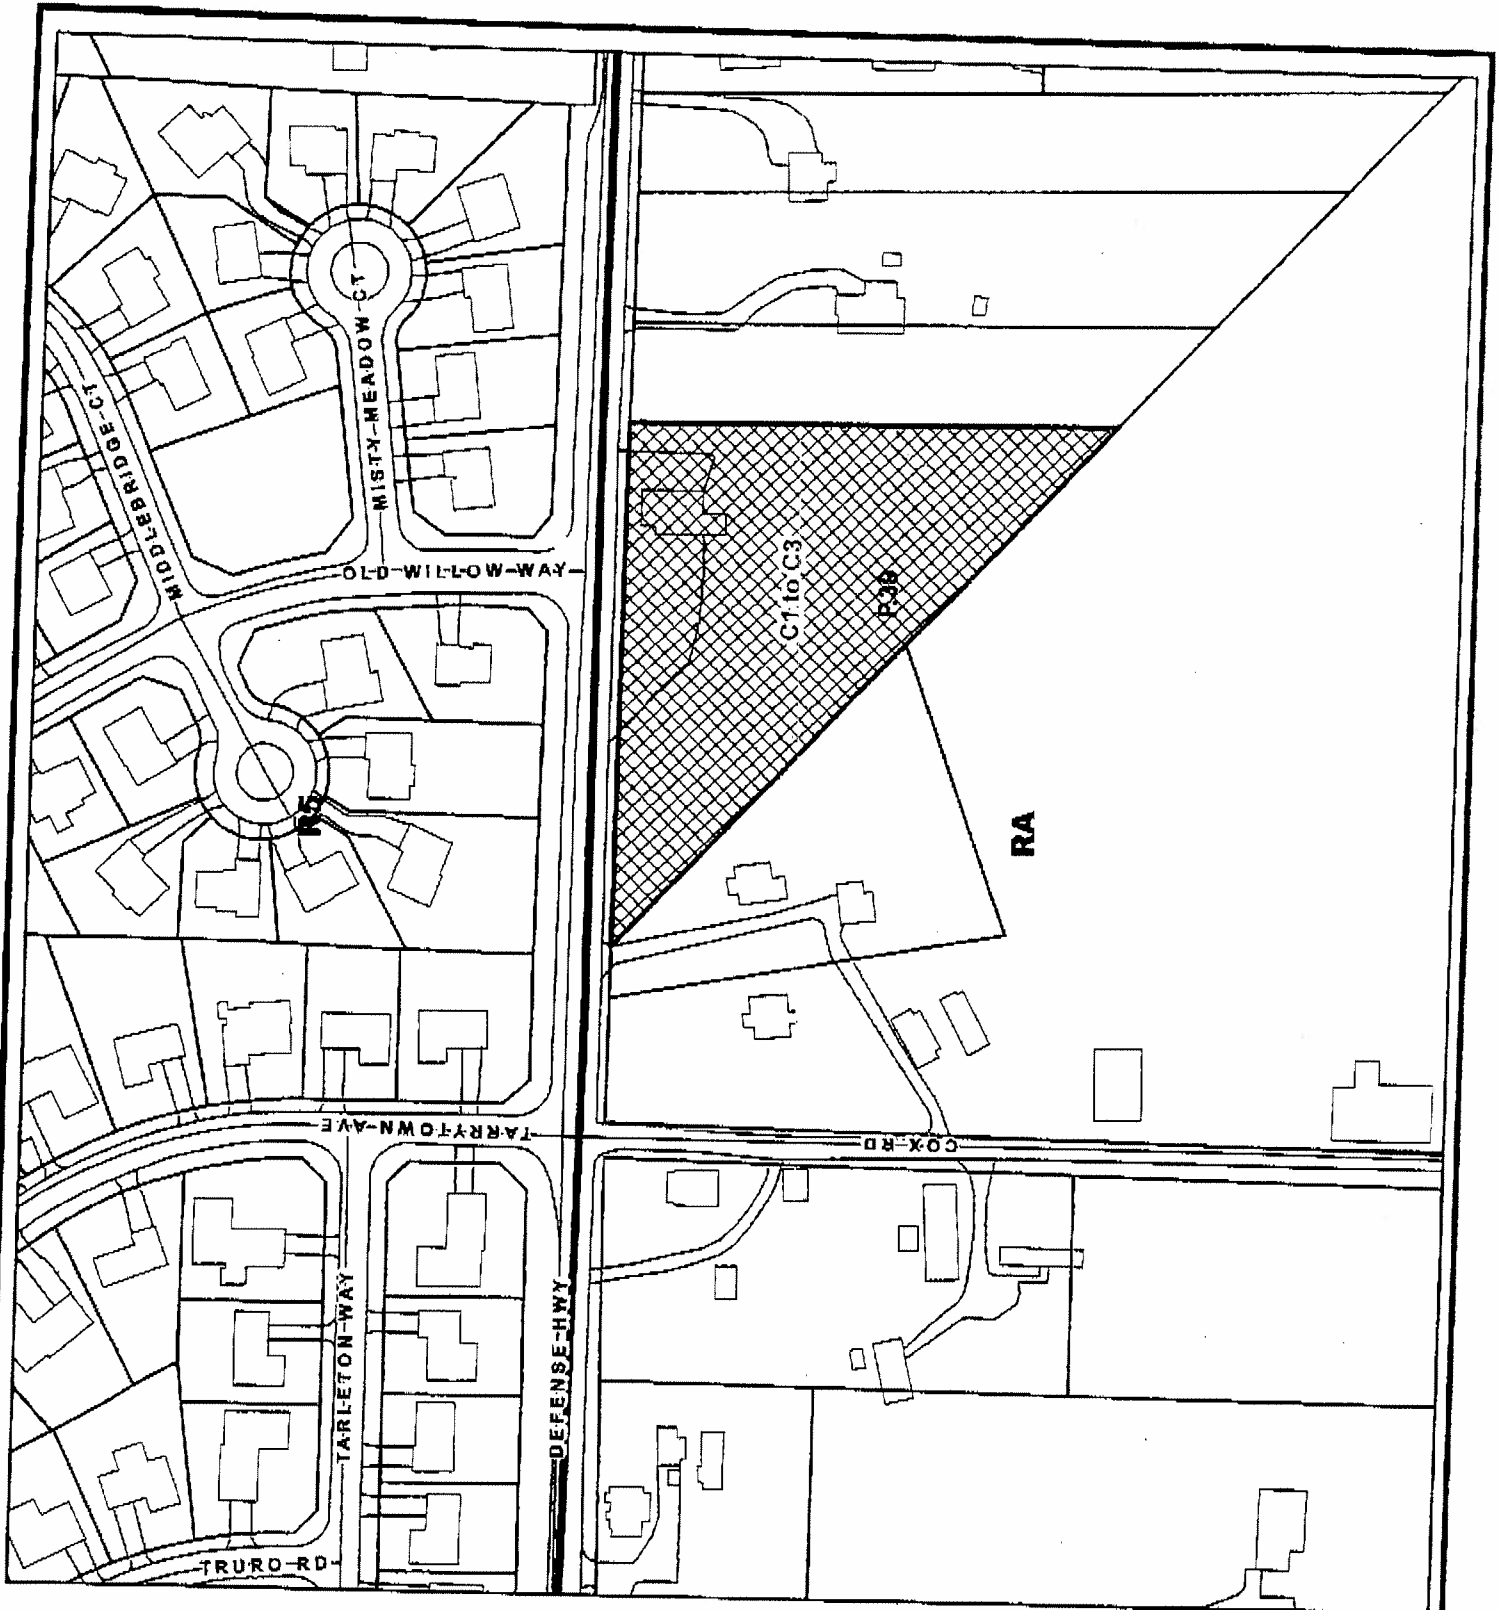 MISTY MEADOW CT
MIDDLEBRIDGE CT
OLD WILLOW WAY
C1 to C3
P.39
R5
RA
TARRYTOWN AVE
COX RD
TARLETON WAY
DEFENSE HWY
TRURO RD